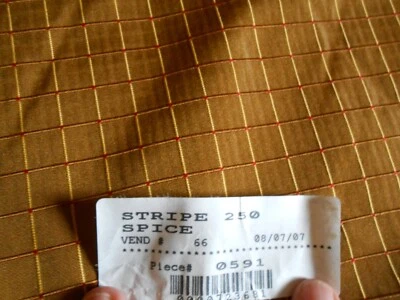 STRIPE 250
SPICE
VEND # 66 08/07/07
Piece# 0591